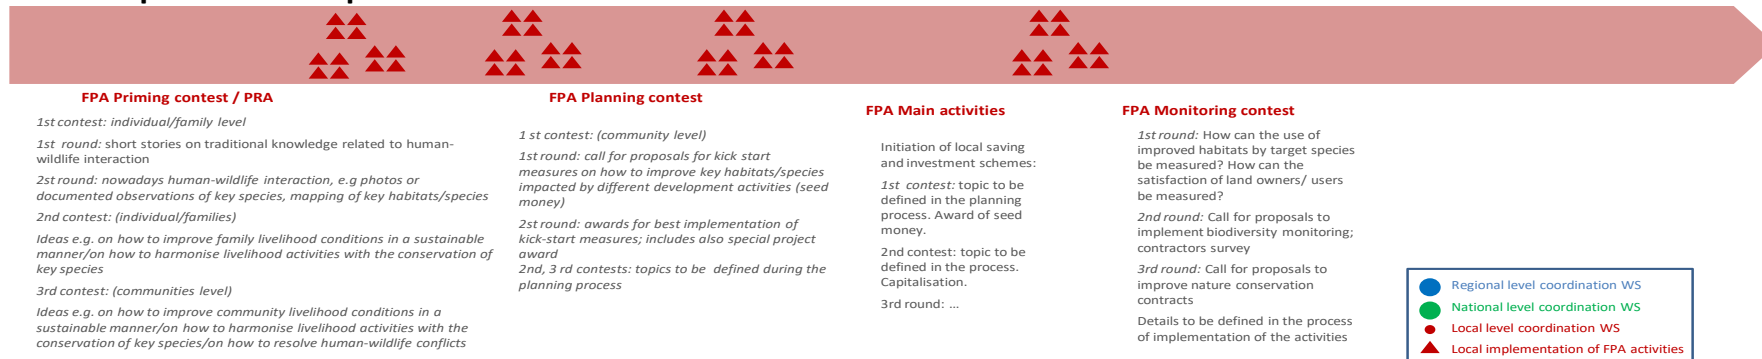 FPA Priming contest / PRA
1st contest: individual/family level
1st round: short stories on traditional knowledge related to human-
wildlife interaction
2st round: nowadays human-wildlife interaction, e.g photos or
documented observations of key species, mapping of key habitats/species
2nd contest: (individual/families)
Ideas e.g. on how to improve family livelihood conditions in a sustainable
manner/on how to harmonise livelihood activities with the conservation of
key species
3rd contest: (communities level)
Ideas e.g. on how to improve community livelihood conditions in a
sustainable manner/on how to harmonise livelihood activities with the
conservation of key species/on how to resolve human-wildlife conflicts
FPA Planning contest
1 st contest: (community level)
1st round: call for proposals for kick start
measures on how to improve key habitats/species
impacted by different development activities (seed
money)
2st round: awards for best implementation of
kick-start measures; includes also special project
award
2nd, 3 rd contests: topics to be defined during the
planning process
FPA Main activities
Initiation of local saving
and investment schemes:
1st contest: topic to be
defined in the planning
process. Award of seed
money.
2nd contest: topic to be
defined in the process.
Capitalisation.
3rd round: ...
FPA Monitoring contest
1st round: How can the use of
improved habitats by target species
be measured? How can the
satisfaction of land owners/ users
be measured?
2nd round: Call for proposals to
implement biodiversity monitoring;
contractors survey
3rd round: Call for proposals to
improve nature conservation
contracts
Details to be defined in the process
of implementation of the activities
Regional level coordination WS
National level coordination WS
Local level coordination WS
Local implementation of FPA activities